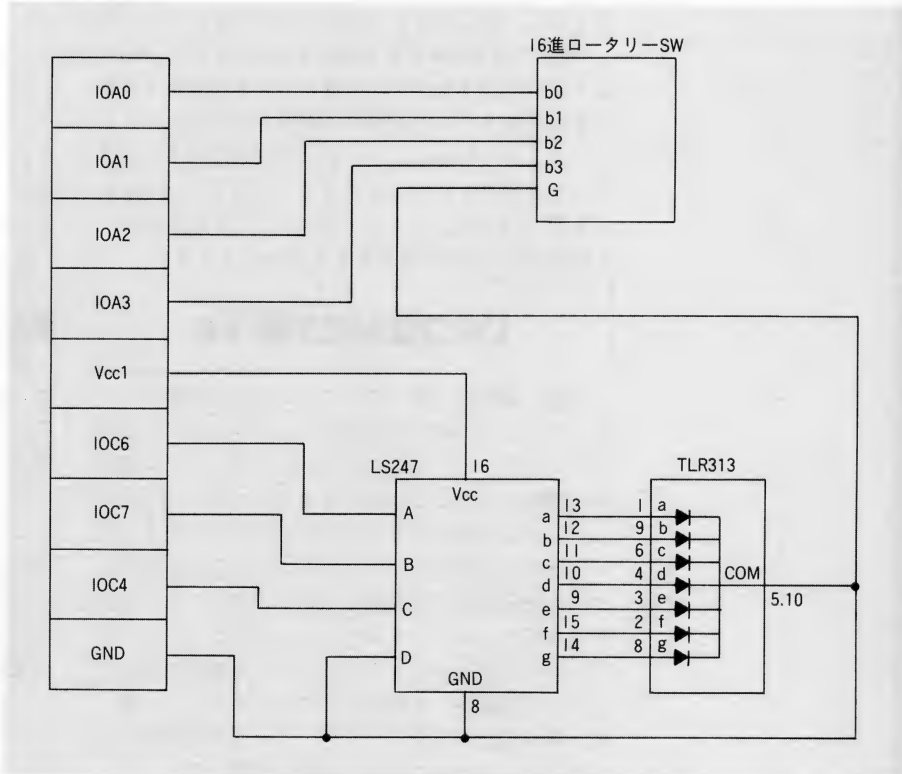 16進ロータリーSW
IOA0
IOA1
IOA2
IOA3
Vcc1
IOC6
IOC7
IOC4
GND
b0
b1
b2
b3
G
LS247
16
Vcc
A
B
C
D
a
b
c
d
e
f
g
GND
8
13
12
11
10
9
15
14
TLR313
1 a
9 b
6 c
4 d
3 e
2 f
8 g
COM
5.10